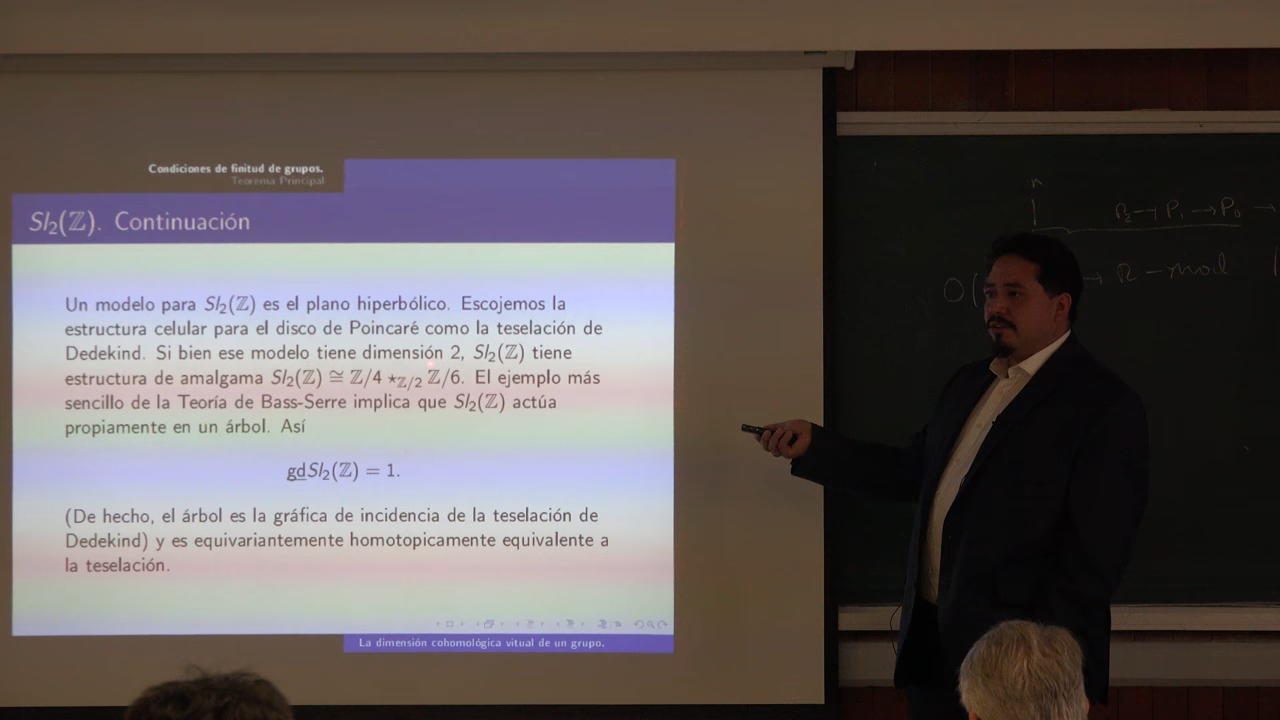 Condiciones de finitud de grupos.
Teorema Principal
Sl₂(ℤ). Continuación
Un modelo para Sl₂(ℤ) es el plano hiperbólico. Escojemos la
estructura celular para el disco de Poincaré como la teselación de
Dedekind. Si bien ese modelo tiene dimensión 2, Sl₂(ℤ) tiene
estructura de amalgama Sl₂(ℤ) ≅ ℤ/4 ⋆ℤ/2 ℤ/6. El ejemplo más
sencillo de la Teoría de Bass-Serre implica que Sl₂(ℤ) actúa
propiamente en un árbol. Así
gdSl₂(ℤ) = 1.
(De hecho, el árbol es la gráfica de incidencia de la teselación de
Dedekind) y es equivariantemente homotopicamente equivalente a
la teselación.
La dimensión cohomológica vitual de un grupo.
n
P₂ → P₁ → P₀ →
O( → R - mod